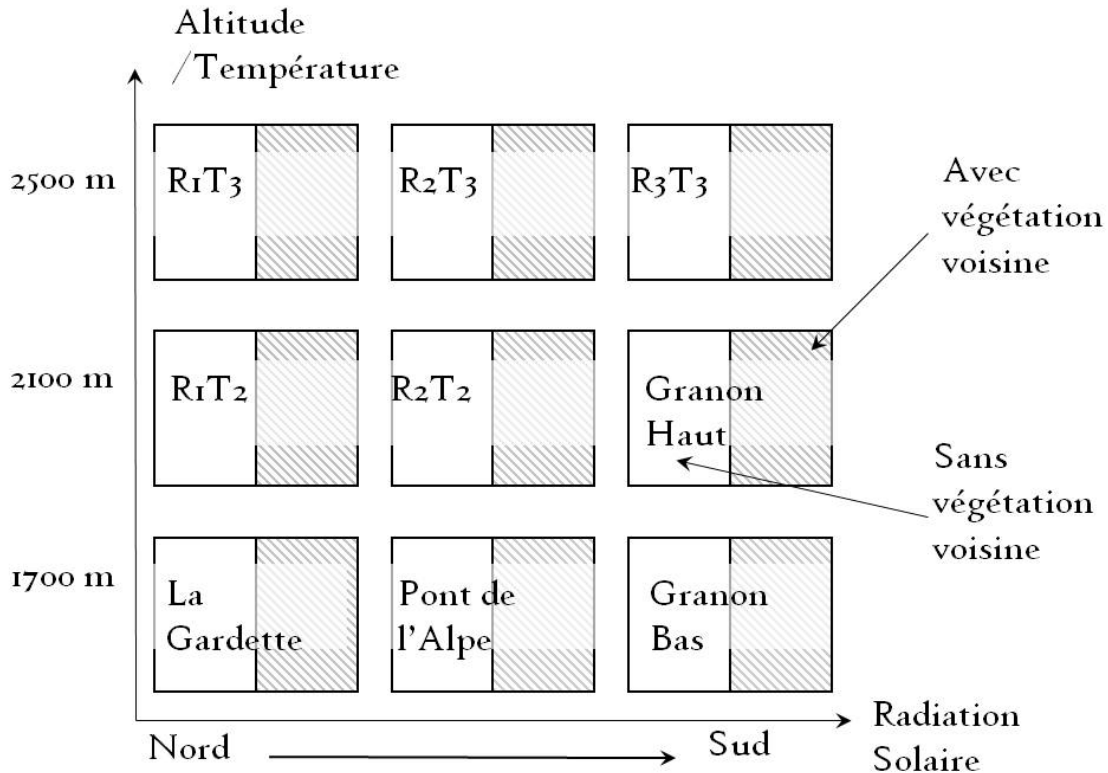 Altitude
/Température
2500 m
R1T3
R2T3
R3T3
Avec
végétation
voisine
2100 m
R1T2
R2T2
Granon
Haut
Sans
végétation
voisine
1700 m
La
Gardette
Pont de
l'Alpe
Granon
Bas
Nord
Sud
Radiation
Solaire